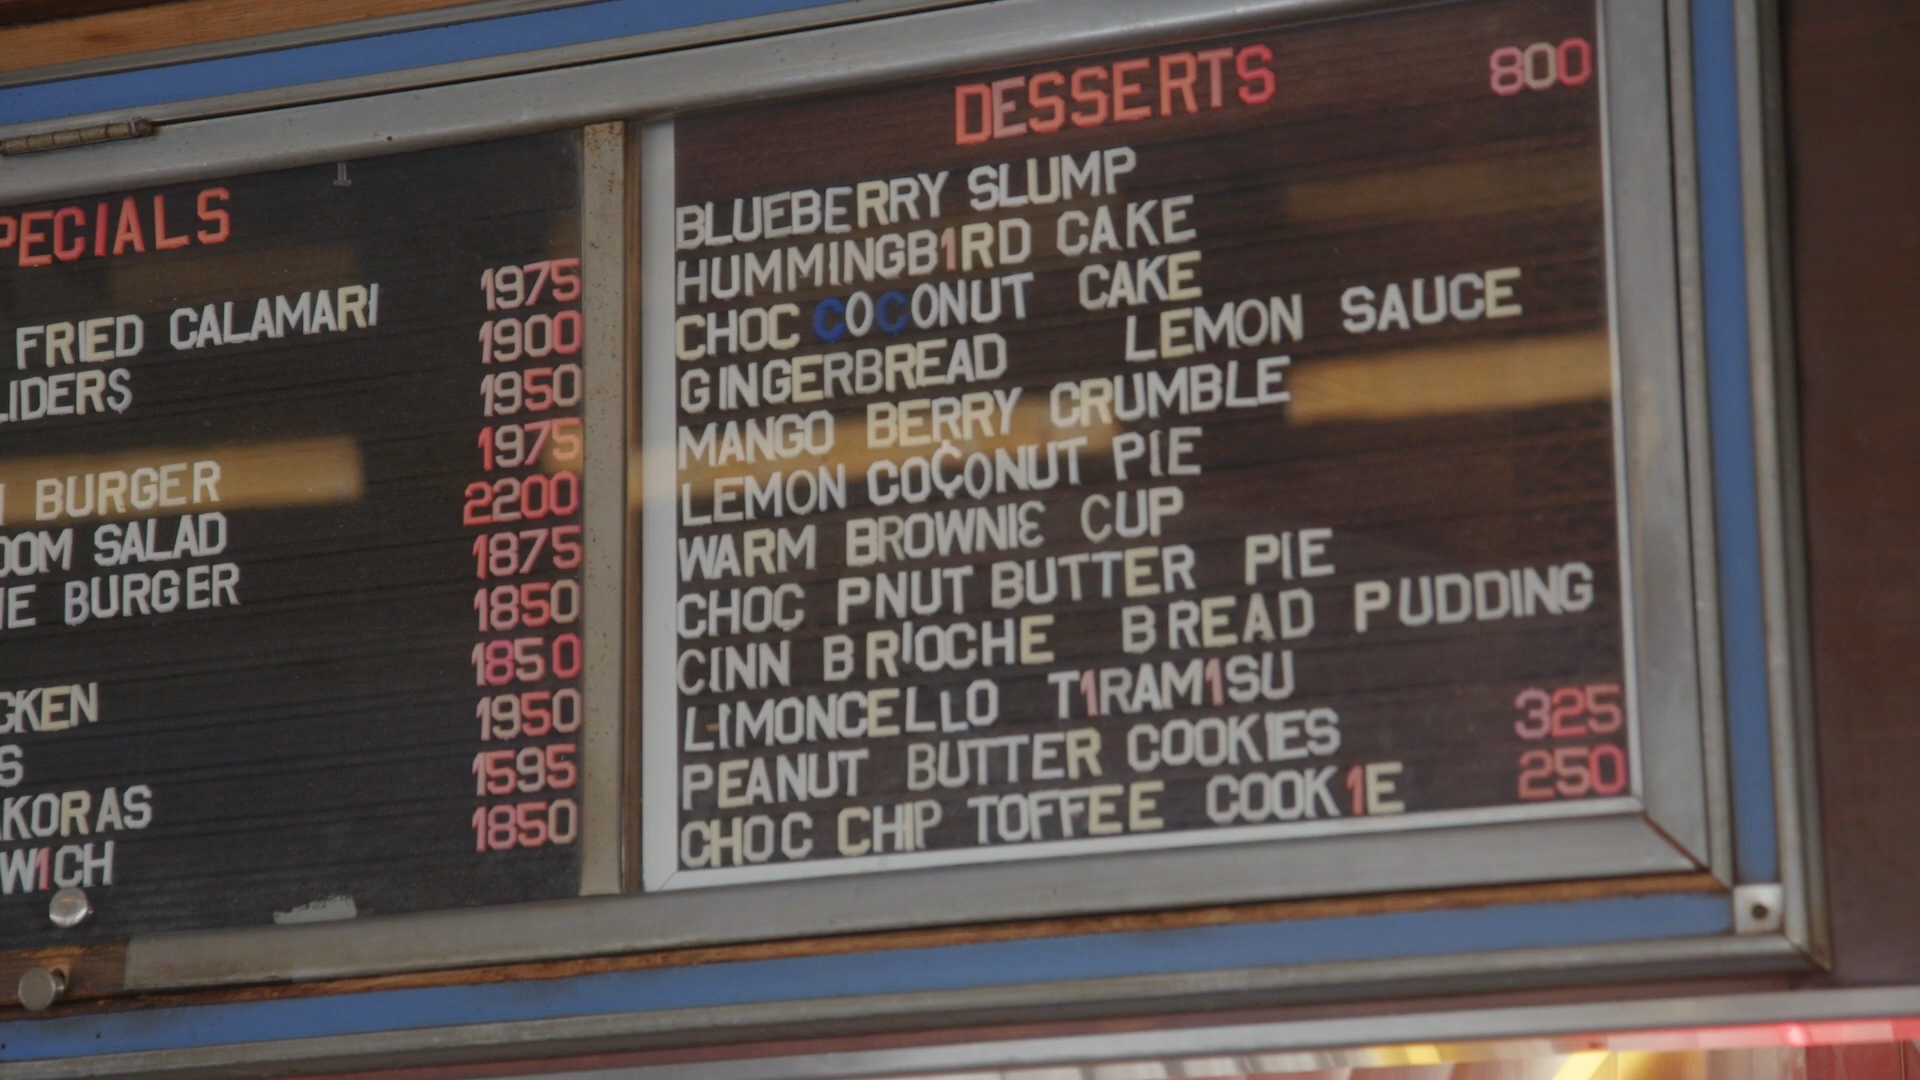 PECIALS
1975
FRIED CALAMARI 1900
LIDERS 1950
1975
BURGER 2200
OOM SALAD 1875
IE BURGER 1850
1850
CKEN 1950
S 1595
KORAS 1850
W1CH
DESSERTS 800
BLUEBERRY SLUMP
HUMMINGB1RD CAKE
CHOC COCONUT CAKE
GINGERBREAD LEMON SAUCE
MANGO BERRY CRUMBLE
LEMON COCONUT PIE
WARM BROWNIE CUP
CHOC PNUT BUTTER PIE
CINN BRIOCHE BREAD PUDDING
LIMONCELLO T1RAM1SU
PEANUT BUTTER COOKIES 325
CHOC CHIP TOFFEE COOK1E 250